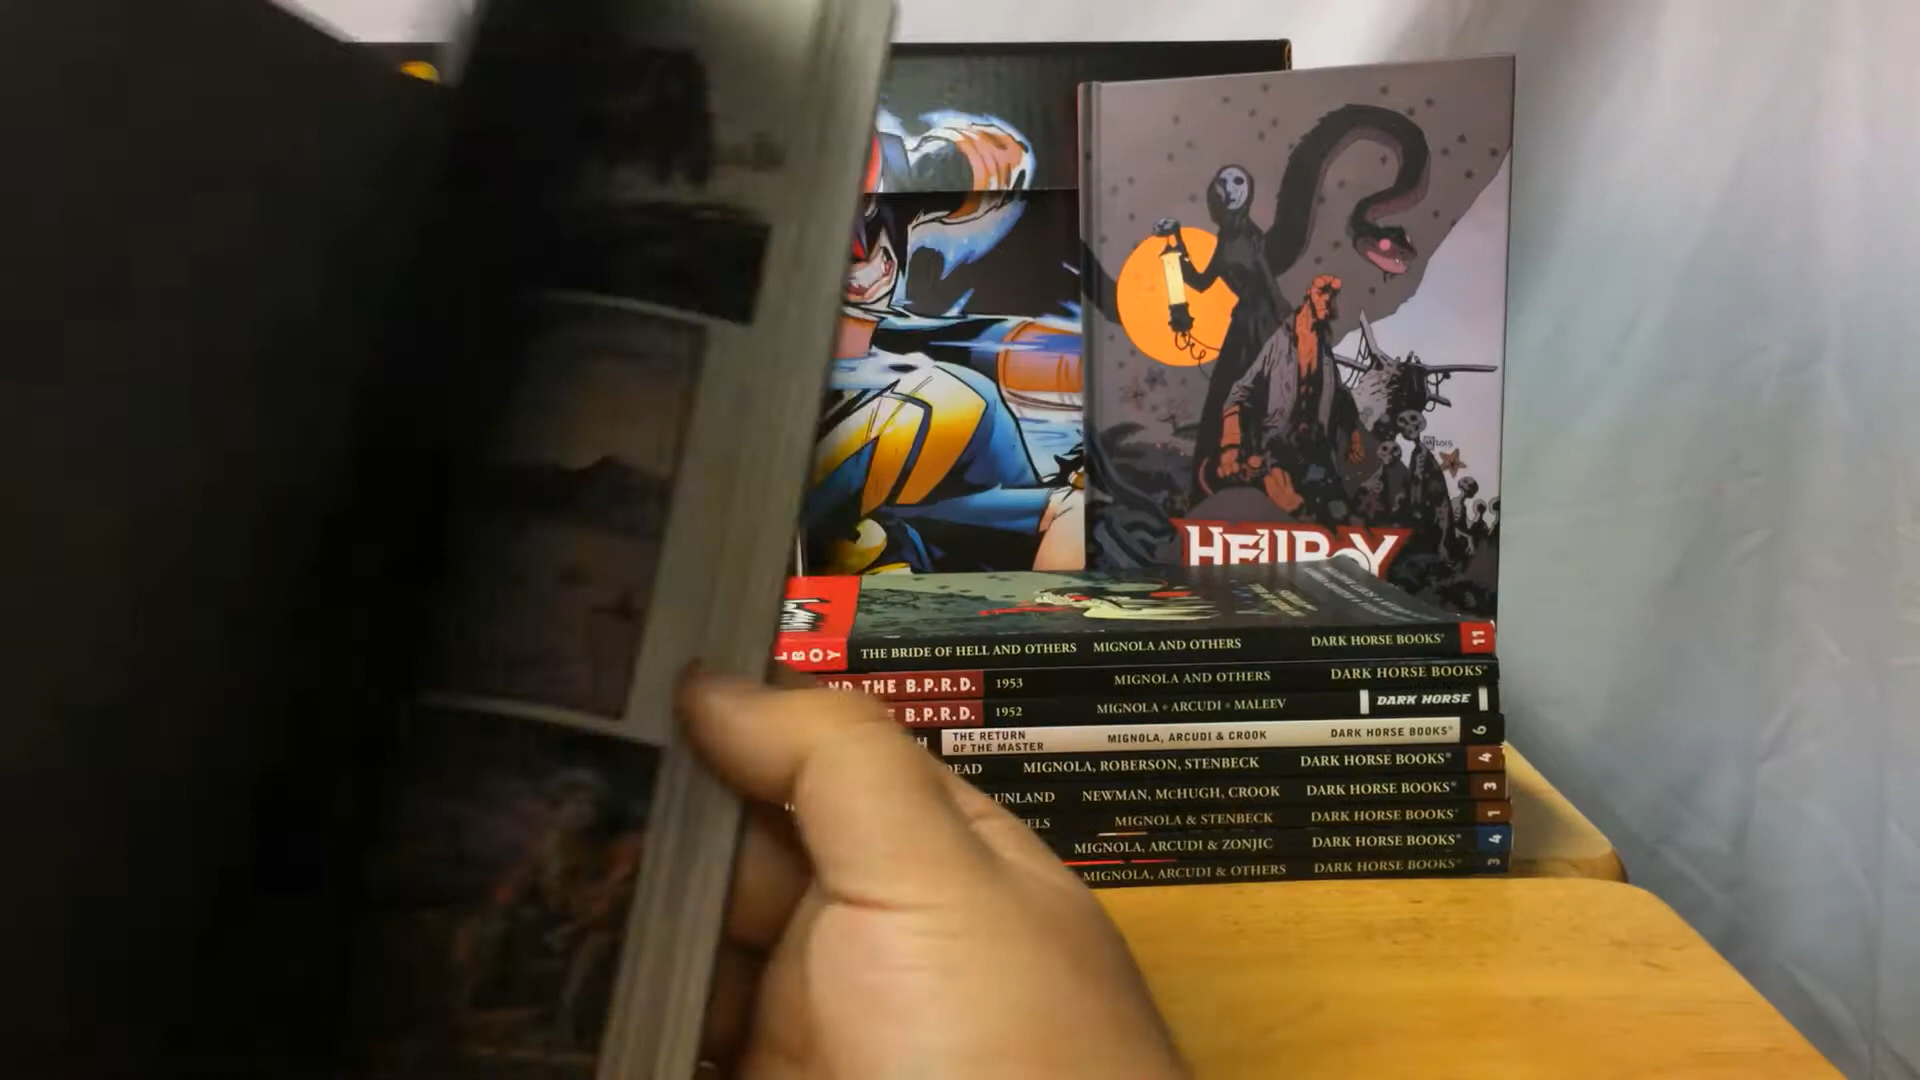 2015
HELLBOY
LBOY THE BRIDE OF HELL AND OTHERS MIGNOLA AND OTHERS DARK HORSE BOOKS® 11
ND THE B.P.R.D. 1953 MIGNOLA AND OTHERS DARK HORSE BOOKS®
B.P.R.D. 1952 MIGNOLA • ARCUDI • MALEEV DARK HORSE
H THE RETURN OF THE MASTER MIGNOLA, ARCUDI & CROOK DARK HORSE BOOKS® 6
DEAD MIGNOLA, ROBERSON, STENBECK DARK HORSE BOOKS® 4
UNLAND NEWMAN, McHUGH, CROOK DARK HORSE BOOKS® 3
ELS MIGNOLA & STENBECK DARK HORSE BOOKS® 1
MIGNOLA, ARCUDI & ZONJIC DARK HORSE BOOKS® 4
MIGNOLA, ARCUDI & OTHERS DARK HORSE BOOKS® 3